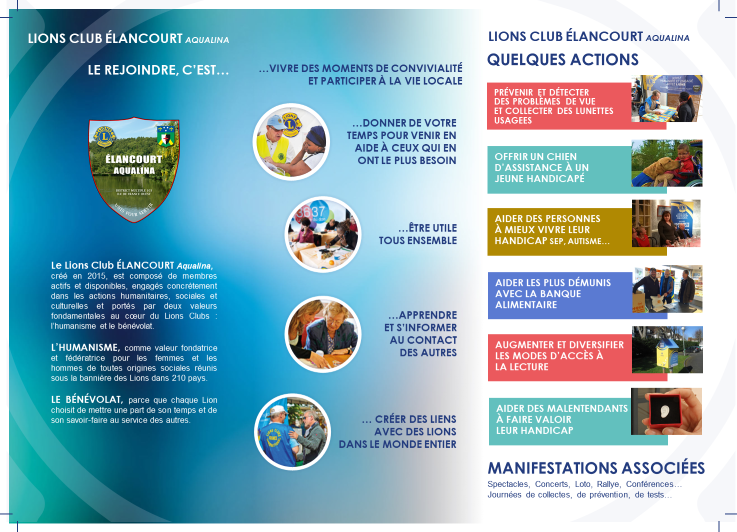 LIONS CLUB ÉLANCOURT AQUALINA
LE REJOINDRE, C'EST...
ÉLANCOURT
AQUALINA
Le Lions Club ÉLANCOURT Aqualina,
créé en 2015, est composé de membres
actifs et disponibles, engagés concrètement
dans les actions humanitaires, sociales et
culturelles et portés par deux valeurs
fondamentales au cœur du Lions Clubs :
l'humanisme et le bénévolat.
L'HUMANISME, comme valeur fondatrice
et fédératrice pour les femmes et les
hommes de toutes origines sociales réunis
sous la bannière des Lions dans 210 pays.
LE BÉNÉVOLAT, parce que chaque Lion
choisit de mettre une part de son temps et de
son savoir-faire au service des autres.
...VIVRE DES MOMENTS DE CONVIVIALITÉ
ET PARTICIPER À LA VIE LOCALE
...DONNER DE VOTRE
TEMPS POUR VENIR EN
AIDE À CEUX QUI EN
ONT LE PLUS BESOIN
...ÊTRE UTILE
TOUS ENSEMBLE
...APPRENDRE
ET S'INFORMER
AU CONTACT
DES AUTRES
... CRÉER DES LIENS
AVEC DES LIONS
DANS LE MONDE ENTIER
LIONS CLUB ÉLANCOURT AQUALINA
QUELQUES ACTIONS
PRÉVENIR ET DÉTECTER
DES PROBLÈMES DE VUE
ET COLLECTER DES LUNETTES
USAGEES
OFFRIR UN CHIEN
D'ASSISTANCE À UN
JEUNE HANDICAPÉ
AIDER DES PERSONNES
À MIEUX VIVRE LEUR
HANDICAP SEP, AUTISME...
AIDER LES PLUS DÉMUNIS
AVEC LA BANQUE
ALIMENTAIRE
AUGMENTER ET DIVERSIFIER
LES MODES D'ACCÈS À
LA LECTURE
AIDER DES MALENTENDANTS
À FAIRE VALOIR
LEUR HANDICAP
MANIFESTATIONS ASSOCIÉES
Spectacles, Concerts, Loto, Rallye, Conférences...
Journées de collectes, de prévention, de tests...